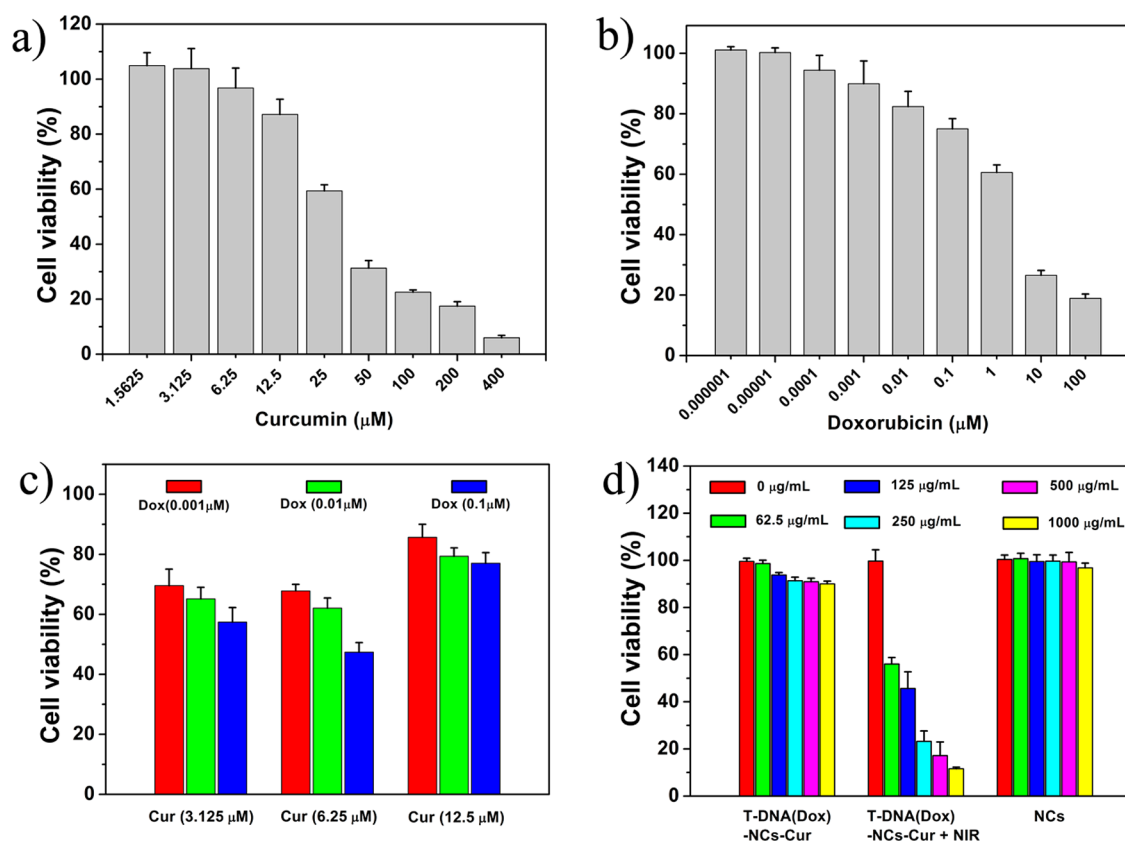 a)
Cell viability (%)
120
100
80
60
40
20
0
1.5625 3.125 6.25 12.5 25 50 100 200 400
Curcumin (μM)
b)
Cell viability (%)
100
80
60
40
20
0
0.000001 0.00001 0.0001 0.001 0.01 0.1 1 10 100
Doxorubicin (μM)
c)
Cell viability (%)
100
80
60
40
20
0
Dox(0.001μM) Dox (0.01μM) Dox (0.1μM)
Cur (3.125 μM) Cur (6.25 μM) Cur (12.5 μM)
d)
Cell viability (%)
140
120
100
80
60
40
20
0
0 μg/mL 125 μg/mL 500 μg/mL
62.5 μg/mL 250 μg/mL 1000 μg/mL
T-DNA(Dox) T-DNA(Dox) NCs
-NCs-Cur -NCs-Cur + NIR